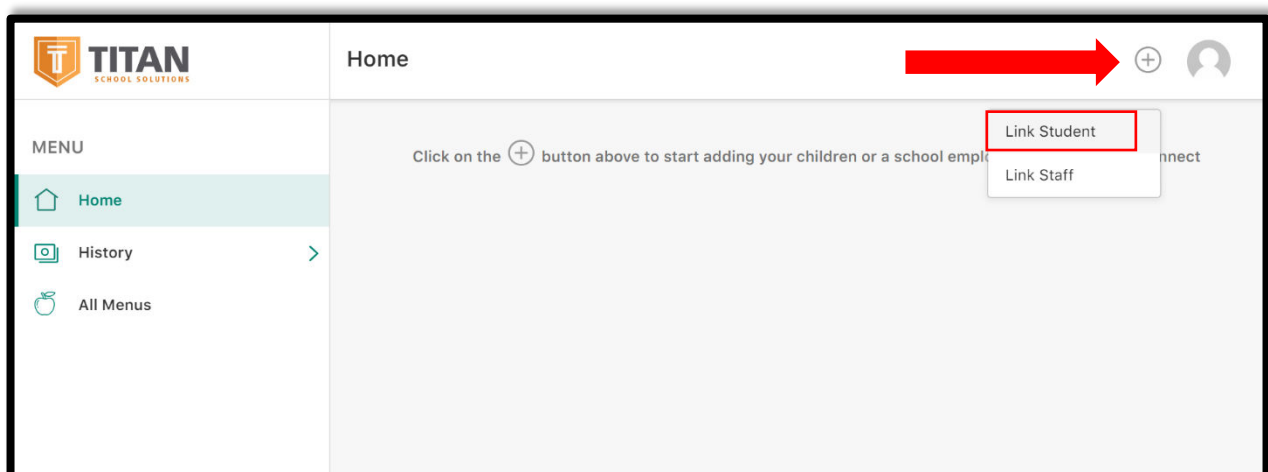 TITAN
SCHOOL SOLUTIONS
Home
MENU
Home
History
All Menus
Click on the button above to start adding your children or a school empl nnect
Link Student
Link Staff